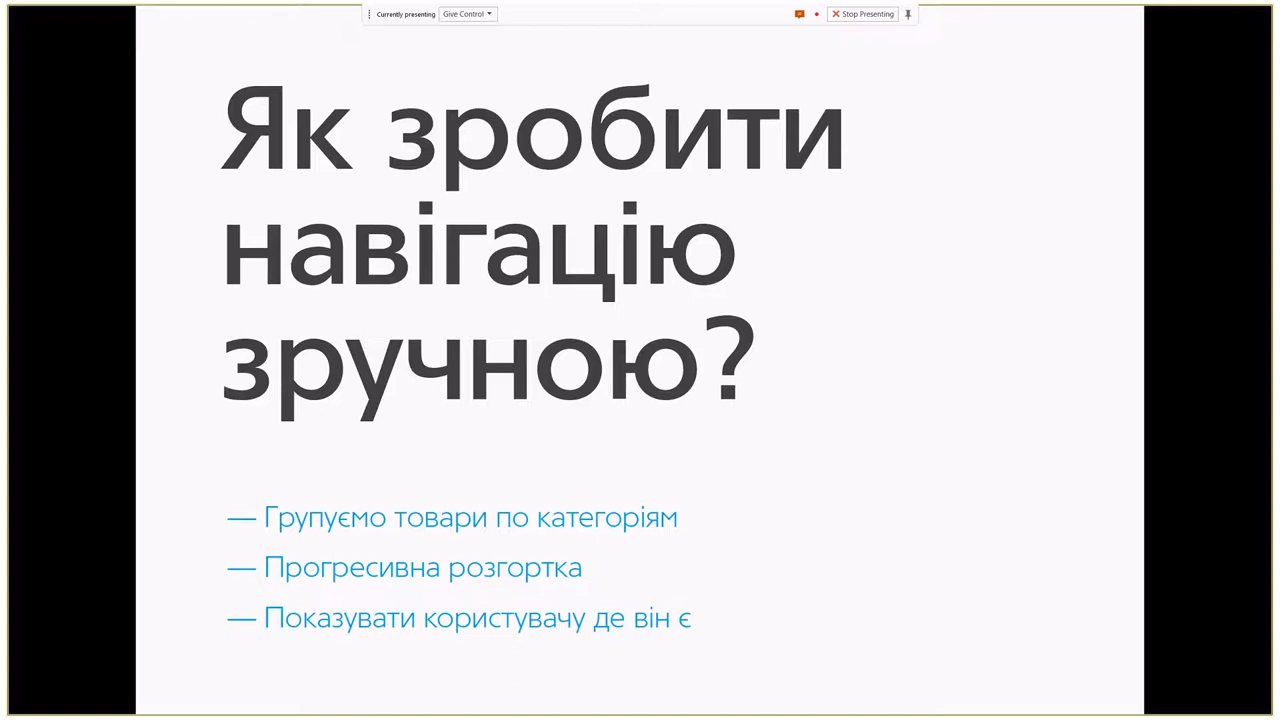 Currently presenting Give Control Stop Presenting
Як зробити
навігацію
зручною?
— Групуємо товари по категоріям
— Прогресивна розгортка
— Показувати користувачу де він є